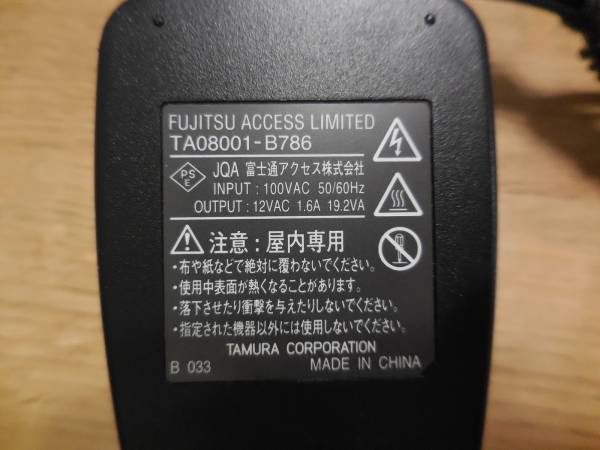 FUJITSU ACCESS LIMITED
TA08001-B786
PS
E
JQA 富士通アクセス株式会社
INPUT : 100VAC 50/60Hz
OUTPUT : 12VAC 1.6A 19.2VA
注意 : 屋内専用
・布や紙などで絶対に覆わないでください。
・使用中表面が熱くなることがあります。
・落下させたり衝撃を与えたりしないでください。
・指定された機器以外には使用しないでください。
TAMURA CORPORATION
B 033 MADE IN CHINA